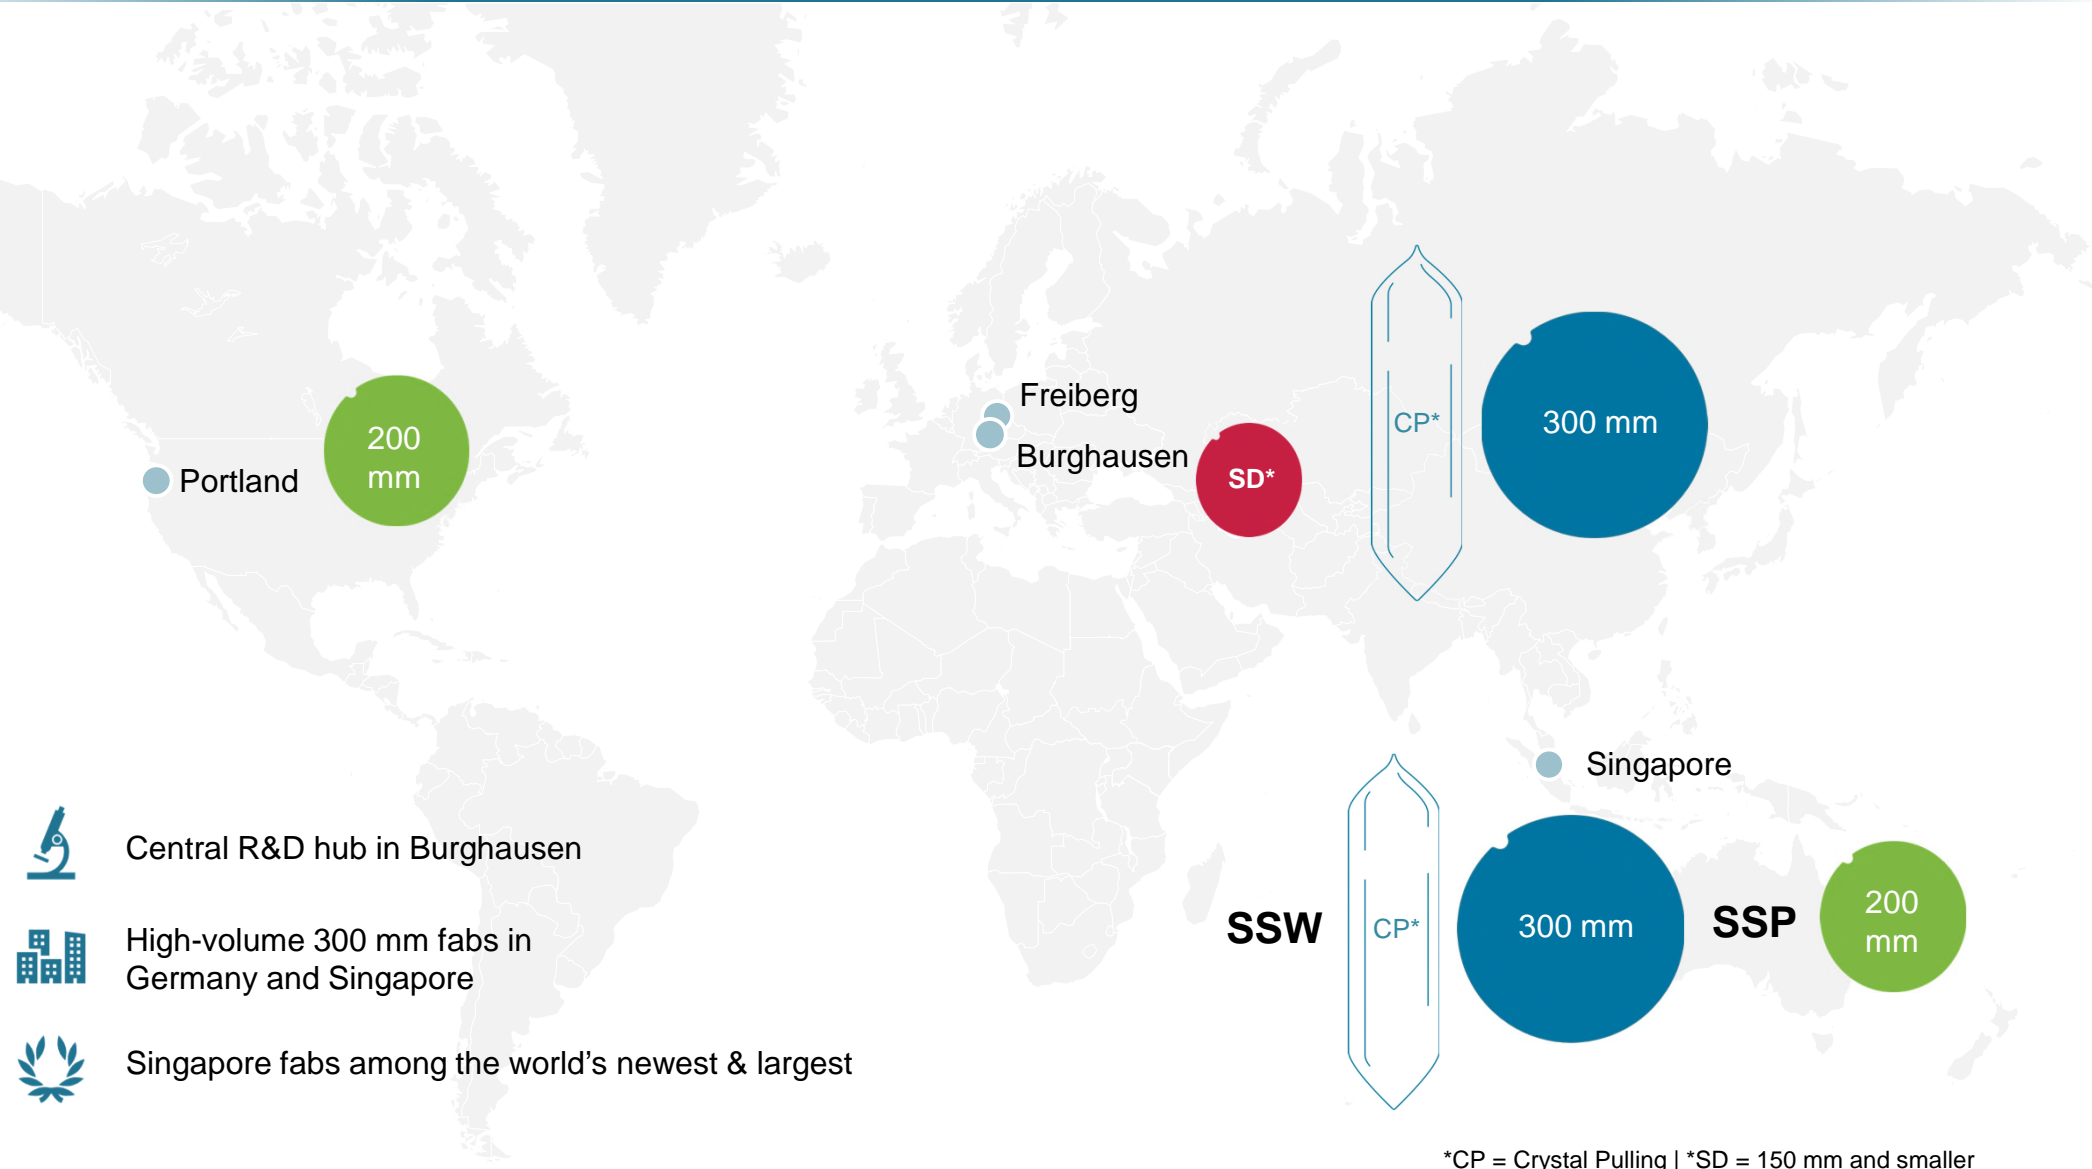 Freiberg
CP*
300 mm
200
mm
Portland
Burghausen
SD*
Singapore
Central R&D hub in Burghausen
High-volume 300 mm fabs in
Germany and Singapore
Singapore fabs among the world’s newest & largest
SSW
CP*
300 mm
SSP
200
mm
*CP = Crystal Pulling | *SD = 150 mm and smaller